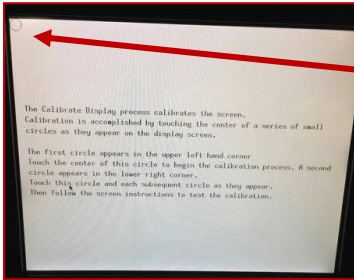 The Calibrate Display process calibrates the screen.
Calibration is accomplished by touching the center of a series of small
circles as they appear on the display screen.
The first circle appears in the upper left hand corner
Touch the center of this circle to begin the calibration process. A second
circle appears in the lower right corner.
Touch this circle and each subsequent circle as they appear.
Then follow the screen instructions to test the calibration.